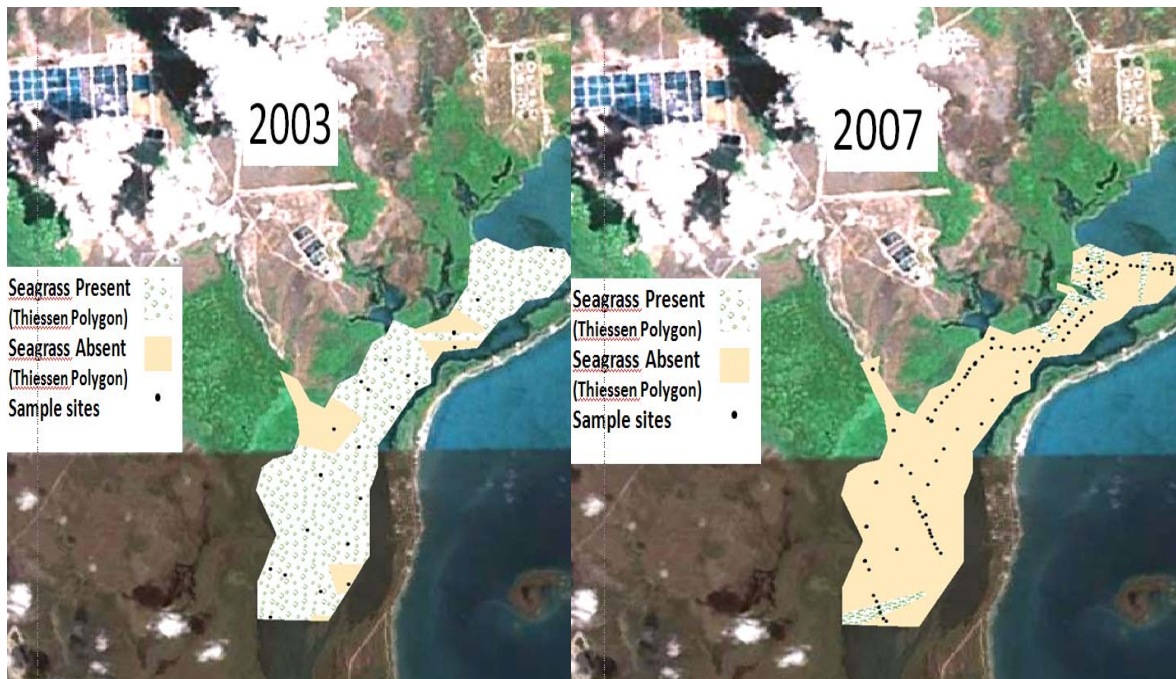 2003
Seagrass Present
(Thiessen Polygon)
Seagrass Absent
(Thiessen Polygon)
Sample sites
2007
Seagrass Present
(Thiessen Polygon)
Seagrass Absent
(Thiessen Polygon)
Sample sites